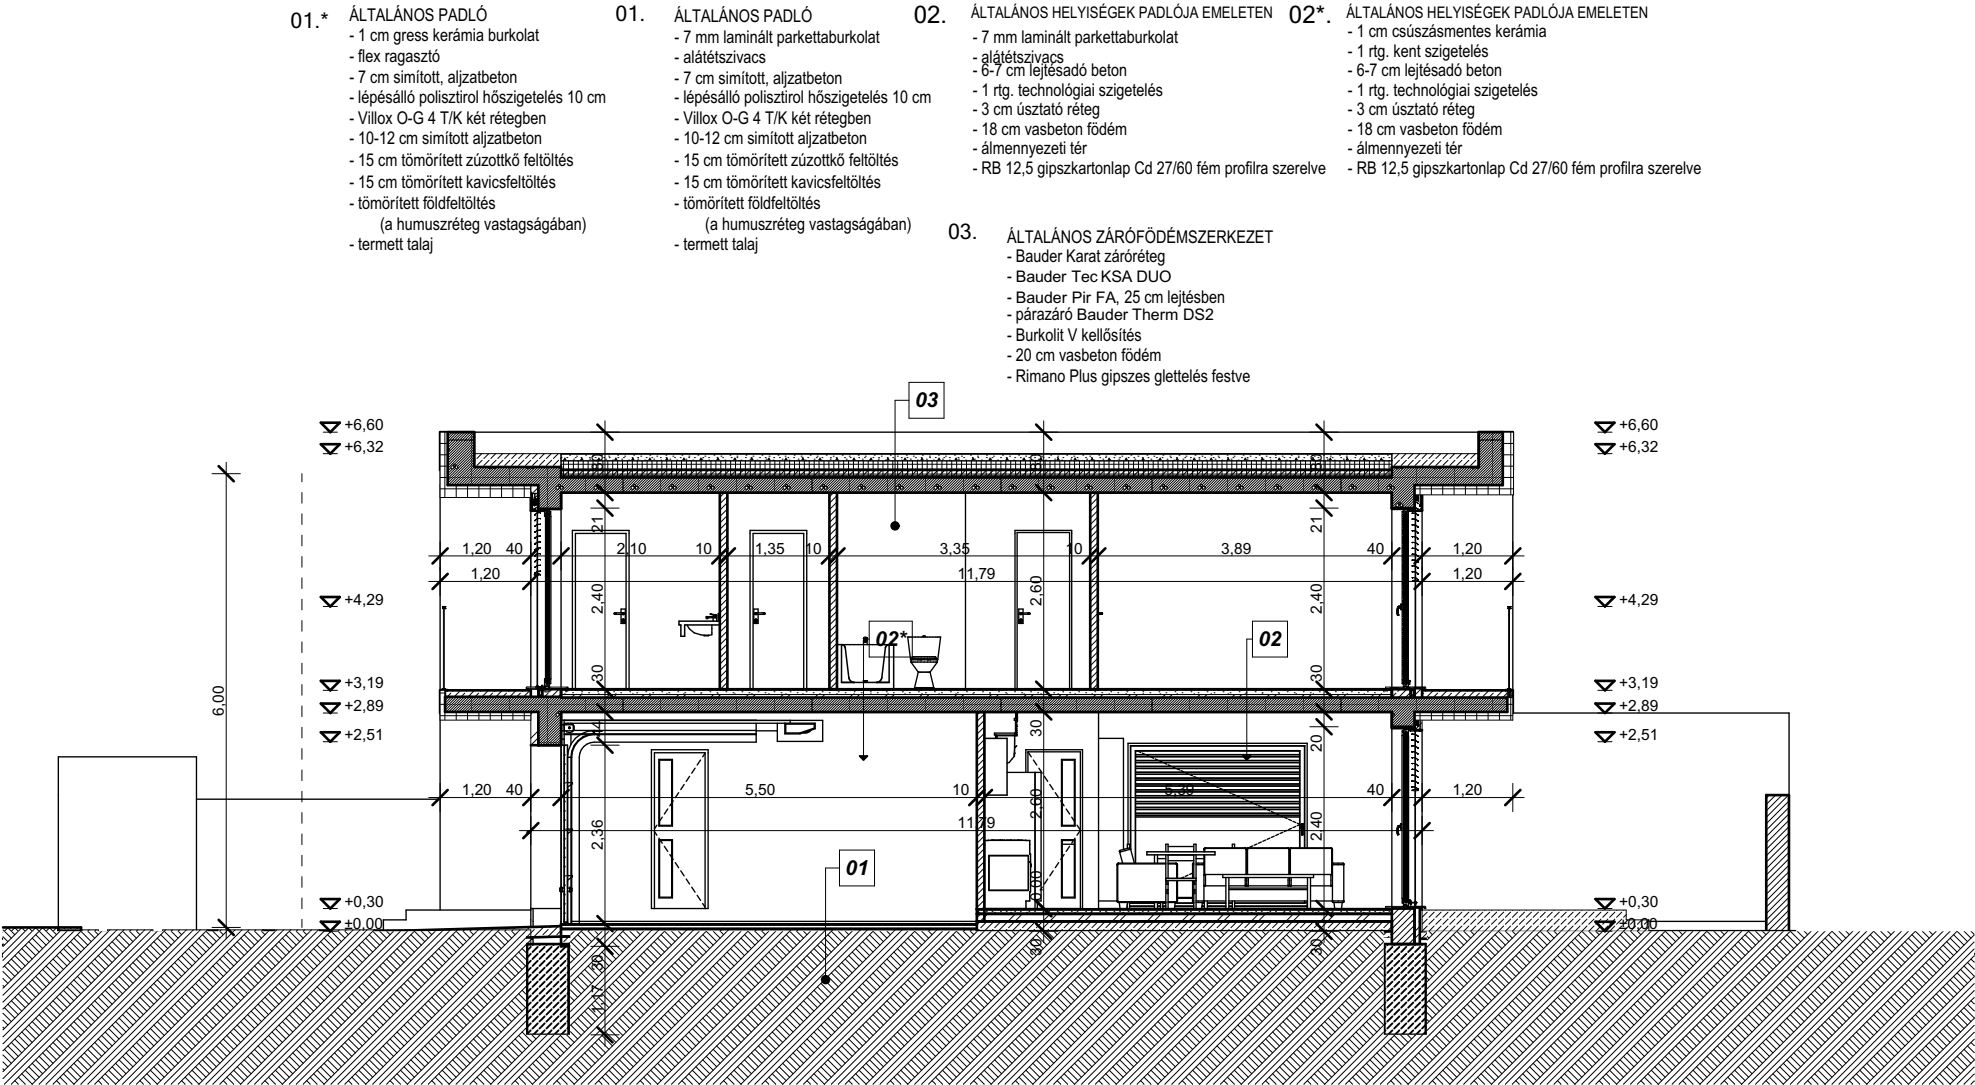 01.*
ÁLTALÁNOS PADLÓ
- 1 cm gress kerámia burkolat
- flex ragasztó
- 7 cm simított, aljzatbeton
- lépésálló polisztirol hőszigetelés 10 cm
- Villox O-G 4 T/K két rétegben
- 10-12 cm simított aljzatbeton
- 15 cm tömörített zúzottkő feltöltés
- 15 cm tömörített kavicsfeltöltés
- tömörített földfeltöltés
(a humuszréteg vastagságában)
- termett talaj
01.
ÁLTALÁNOS PADLÓ
- 7 mm laminált parkettaburkolat
- alátétszivacs
- 7 cm simított, aljzatbeton
- lépésálló polisztirol hőszigetelés 10 cm
- Villox O-G 4 T/K két rétegben
- 10-12 cm simított aljzatbeton
- 15 cm tömörített zúzottkő feltöltés
- 15 cm tömörített kavicsfeltöltés
- tömörített földfeltöltés
(a humuszréteg vastagságában)
- termett talaj
02.
ÁLTALÁNOS HELYISÉGEK PADLÓJA EMELETEN
- 7 mm laminált parkettaburkolat
- alátétszivacs
- 6-7 cm lejtésadó beton
- 1 rtg. technologiai szigetelés
- 3 cm úsztató réteg
- 18 cm vasbeton födém
- álmennyezeti tér
- RB 12,5 gipszkartonlap Cd 27/60 fém profilra szerelve
02*.
ÁLTALÁNOS HELYISÉGEK PADLÓJA EMELETEN
- 1 cm csúszásmentes kerámia
- 1 rtg. kent szigetelés
- 6-7 cm lejtésadó beton
- 1 rtg. technológiai szigetelés
- 3 cm úsztató réteg
- 18 cm vasbeton födém
- álmennyezeti tér
- RB 12,5 gipszkartonlap Cd 27/60 fém profilra szerelve
03.
ÁLTALÁNOS ZÁRÓFÖDÉMSZERKEZET
- Bauder Karat záróréteg
- Bauder Tec KSA DUO
- Bauder Pir FA, 25 cm lejtésben
- párazáró Bauder Therm DS2
- Burkolit V kellősítés
- 20 cm vasbeton födém
- Rimano Plus gipszes glettelés festve
03
+6,60
+6,32
+6,60
+6,32
30
30
30
21
21
1,20 40 2,10 10 1,35 10 3,35 10 3,89 40 1,20
1,20 11,79 1,20
+4,29
2,40
2,60
2,40
+4,29
02*
02
+3,19
+2,89
+2,51
30
30
+3,19
+2,89
+2,51
6,00
44
30
20
1,20 40 5,50 10 5,39 40 1,20
11,79
2,36
2,60
2,40
01
0,00
+0,30
±0,00
+0,30
±0,00
30
30
30
1,17